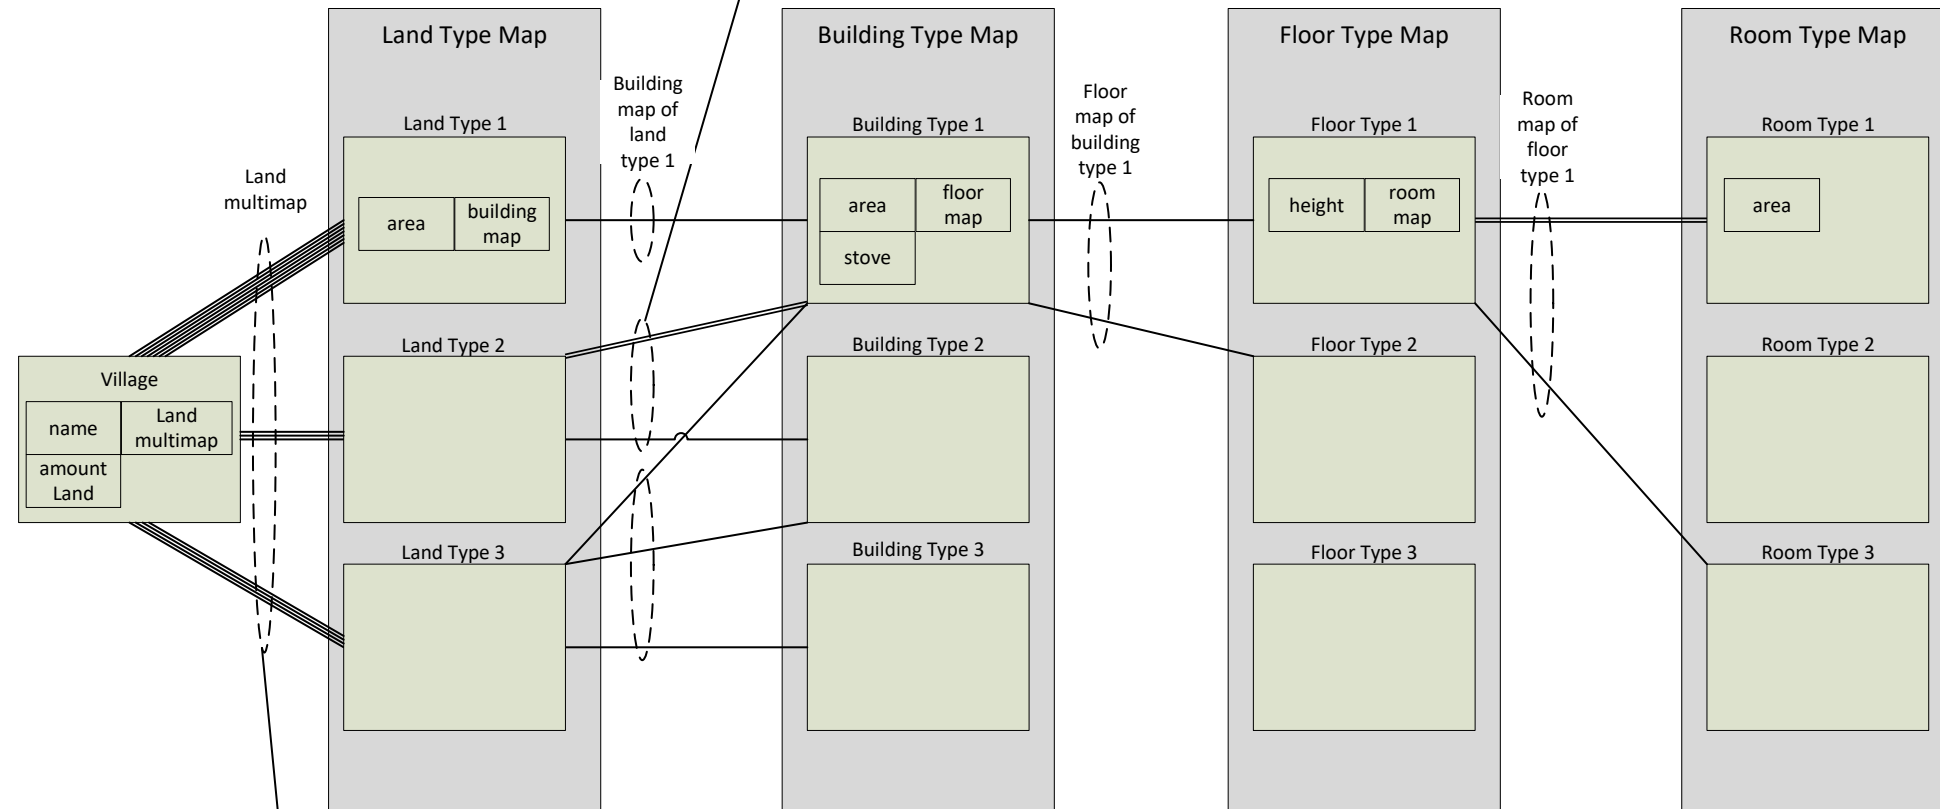 Land Type Map
Building Type Map
Floor Type Map
Room Type Map
Building
map of
land
type 1
Floor
map of
building
type 1
Room
map of
floor
type 1
Land
multimap
Land Type 1
area
building
map
Building Type 1
area
floor
map
stove
Floor Type 1
height
room
map
Room Type 1
area
Village
name
Land
multimap
amount
Land
Land Type 2
Building Type 2
Floor Type 2
Room Type 2
Land Type 3
Building Type 3
Floor Type 3
Room Type 3